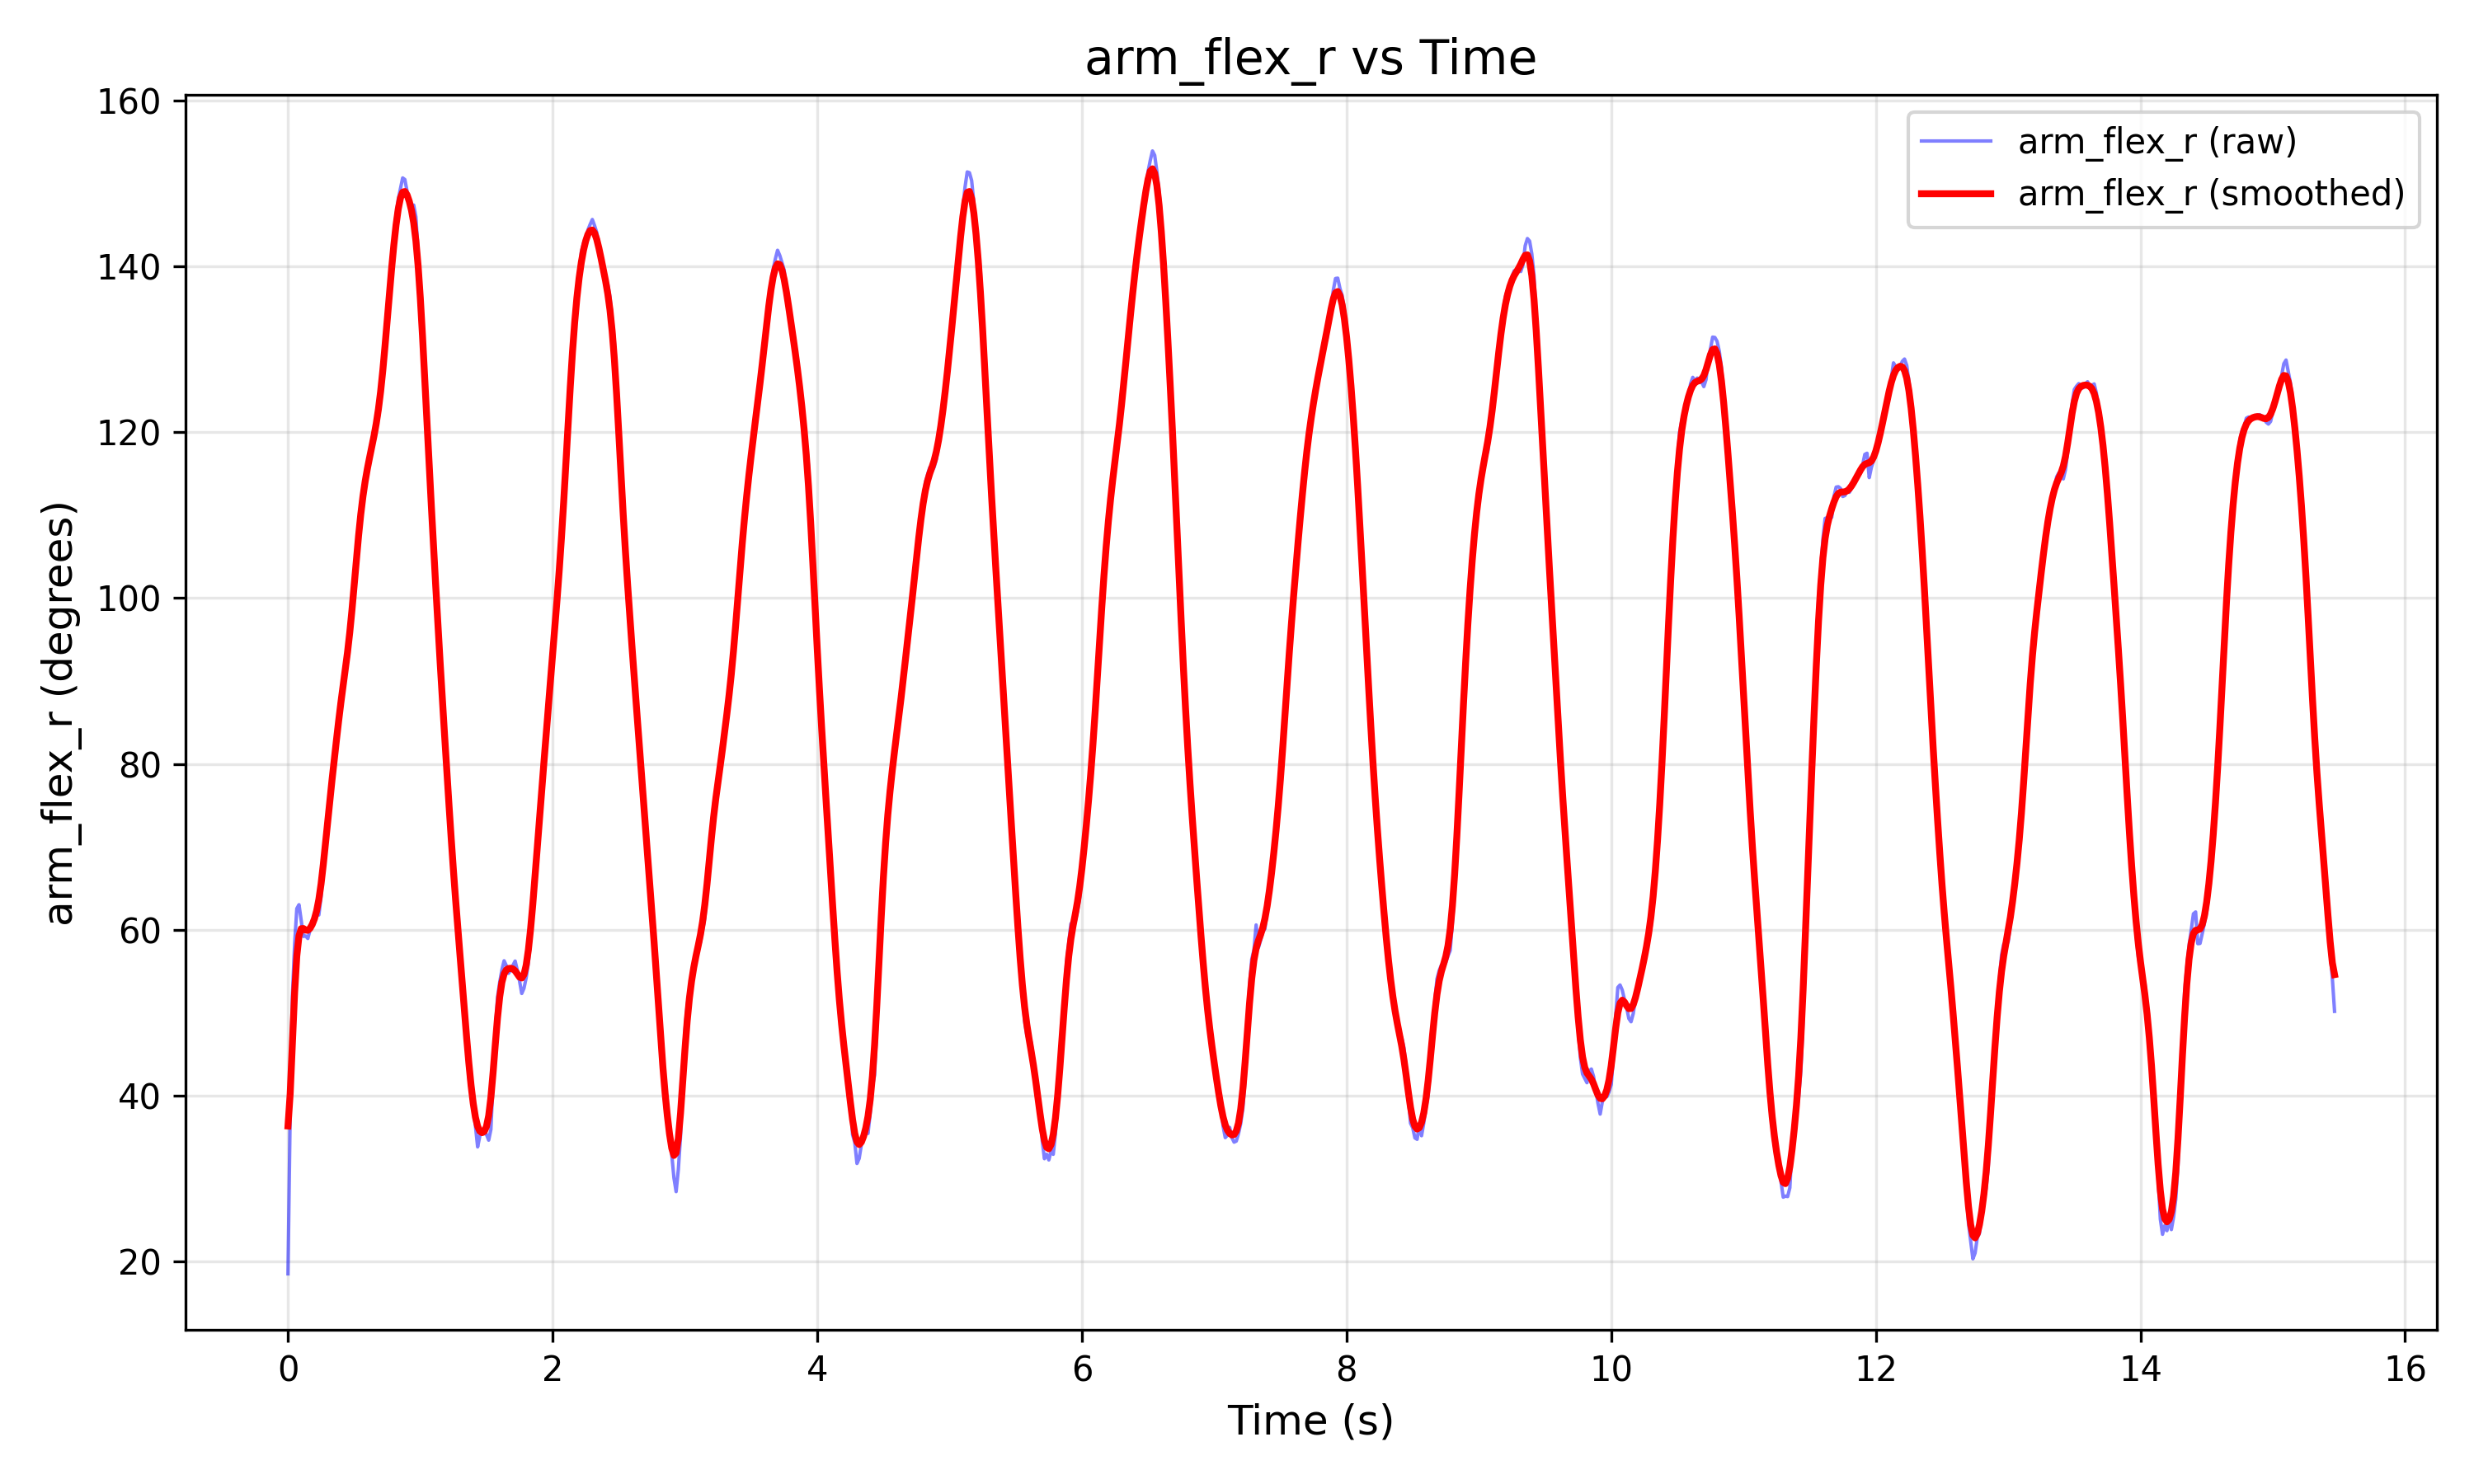 arm_flex_r vs Time
arm_flex_r (raw)
arm_flex_r (smoothed)
arm_flex_r (degrees)
160
140
120
100
80
60
40
20
0 2 4 6 8 10 12 14 16
Time (s)